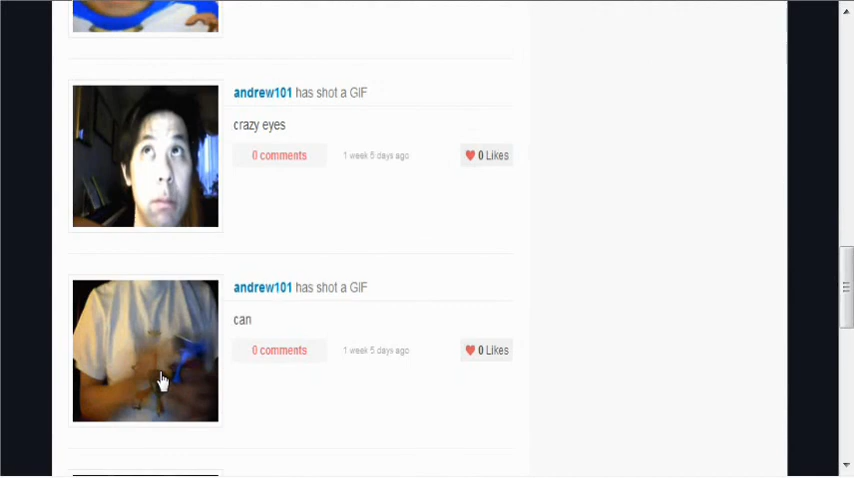 andrew101 has shot a GIF
crazy eyes
0 comments 1 week 5 days ago 0 Likes
andrew101 has shot a GIF
can
0 comments 1 week 5 days ago 0 Likes